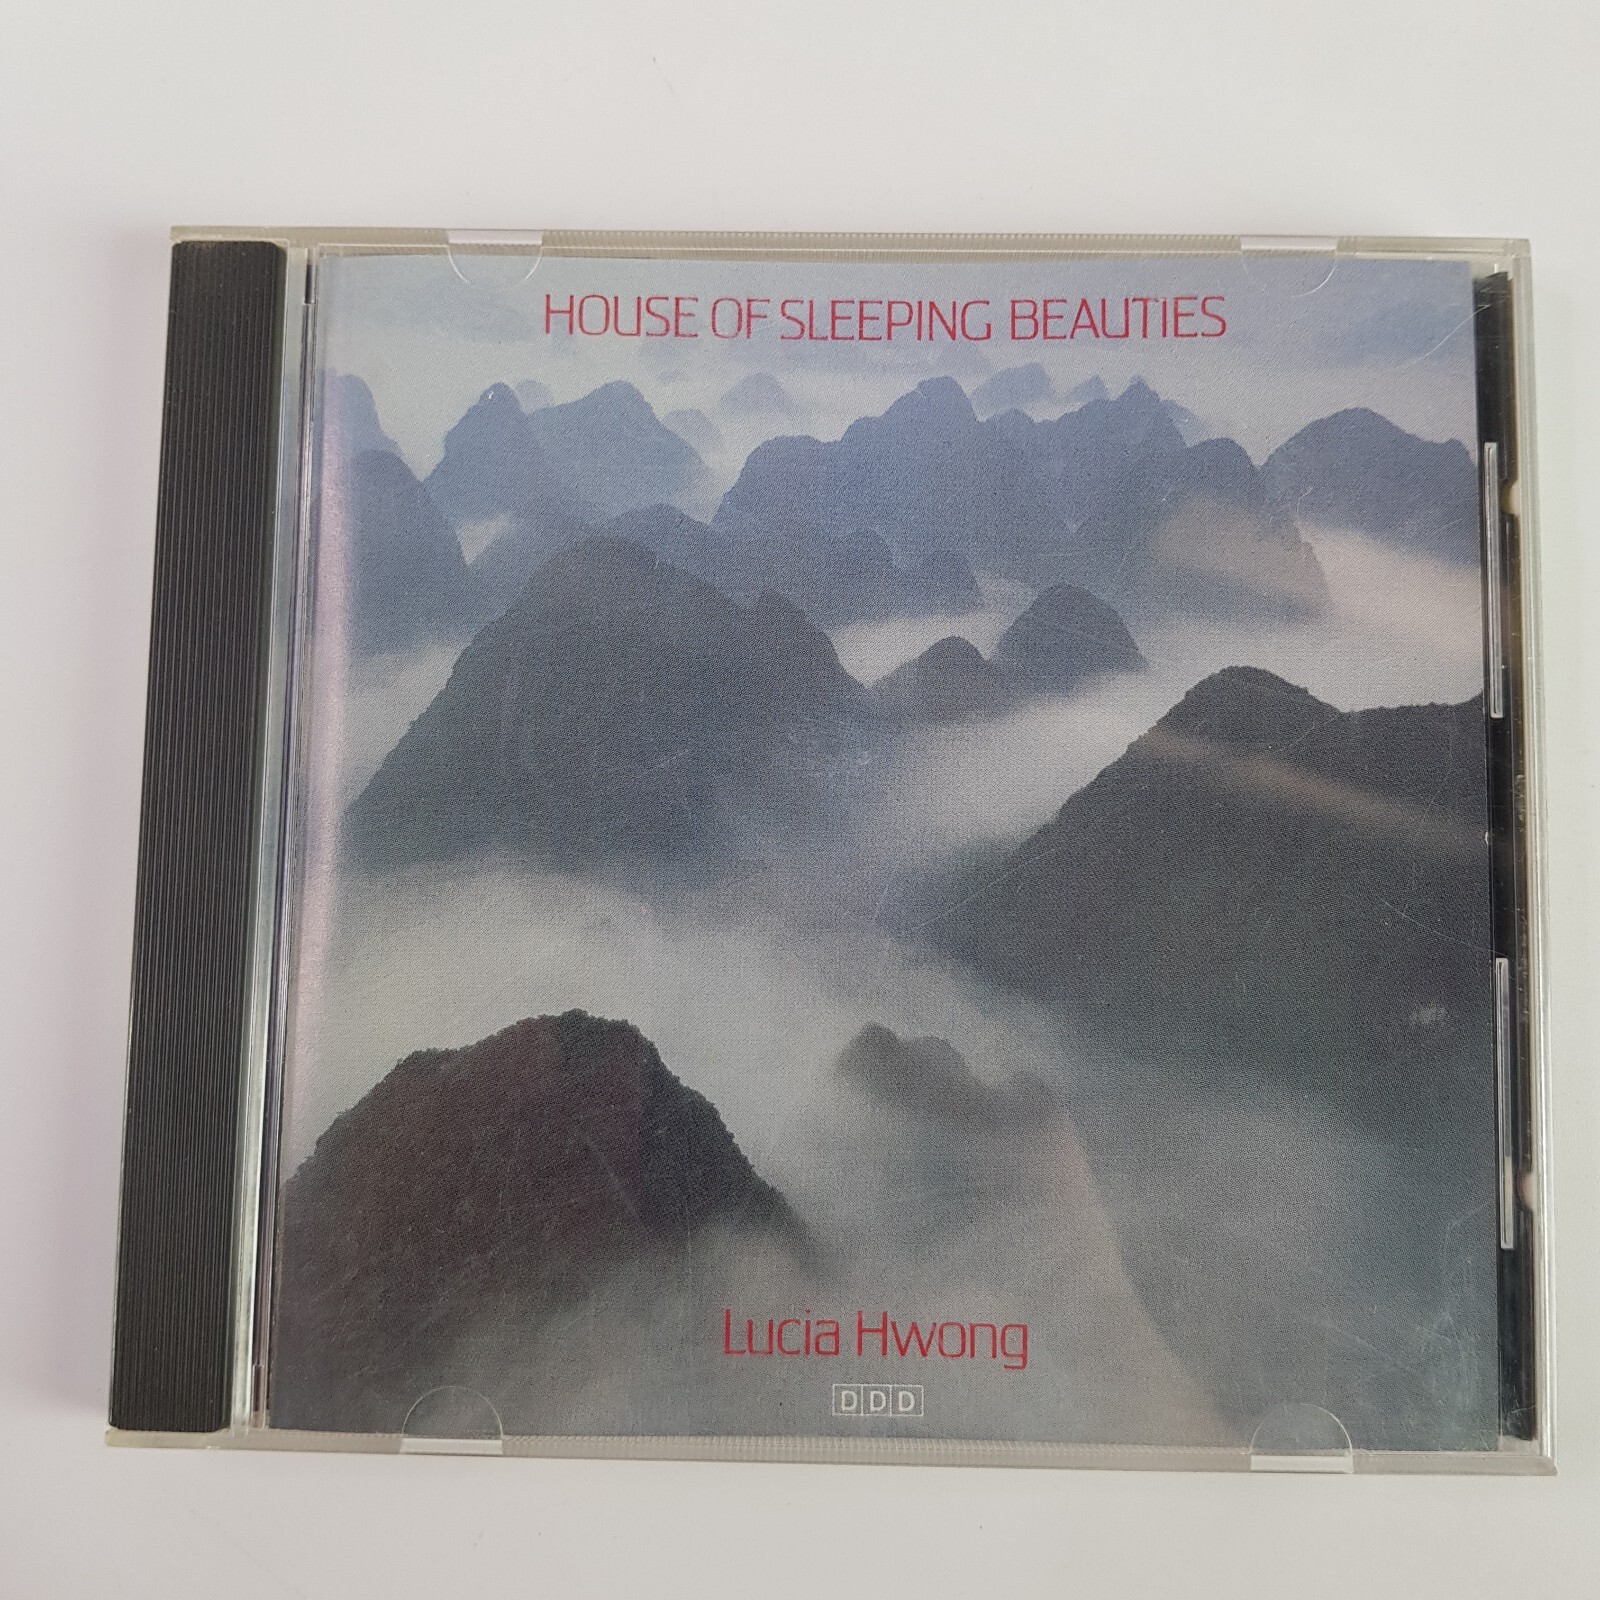 HOUSE OF SLEEPING BEAUTIES
Lucia Hwong
DDD